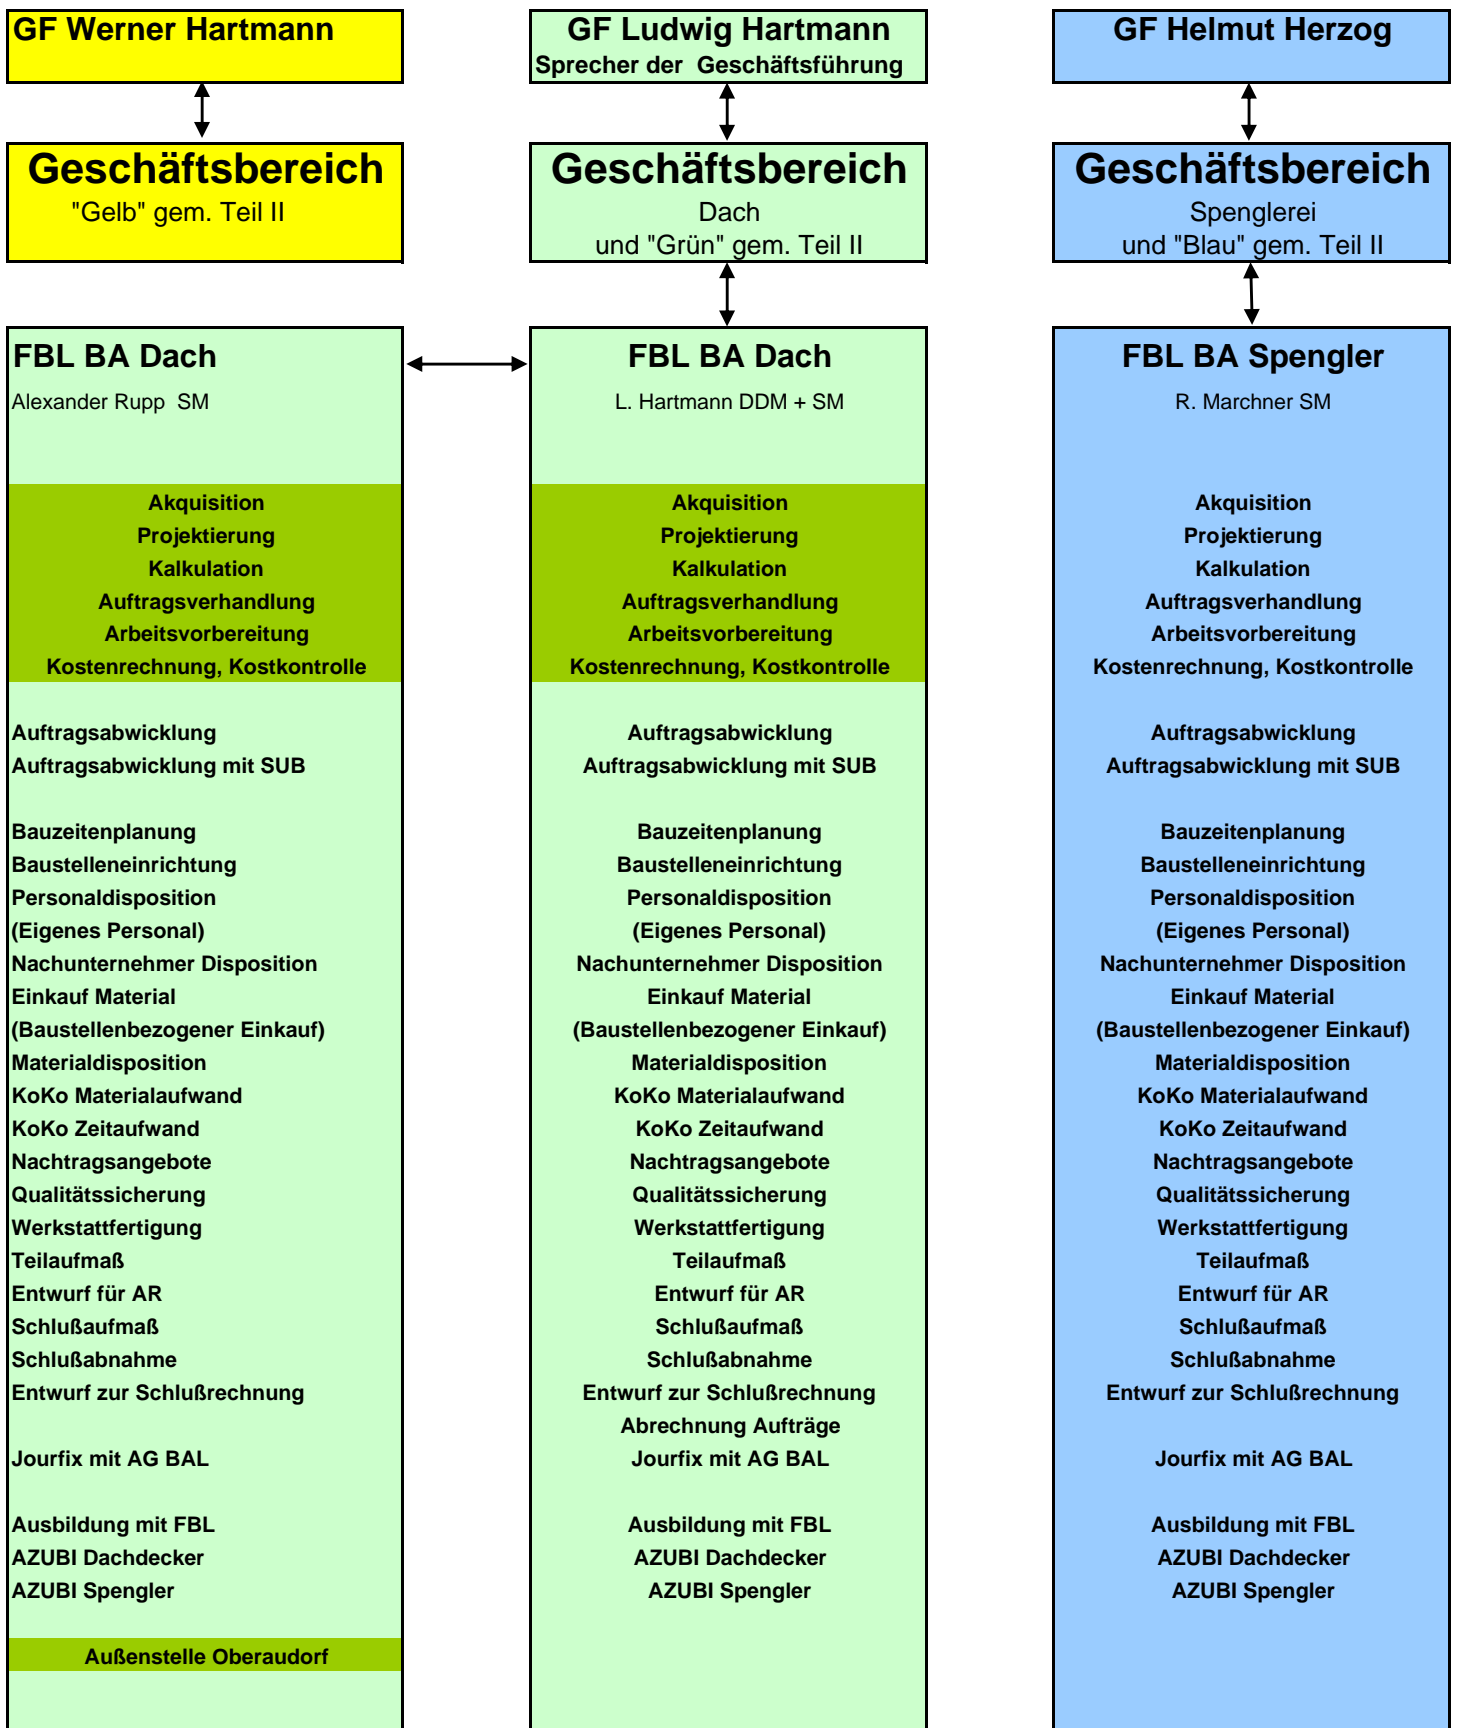 GF Werner Hartmann
GF Ludwig Hartmann
Sprecher der  Geschäftsführung
GF Helmut Herzog
Geschäftsbereich
"Gelb" gem. Teil II
Geschäftsbereich
Dach
und "Grün" gem. Teil II
Geschäftsbereich
Spenglerei
und "Blau" gem. Teil II
FBL BA Dach
Alexander Rupp  SM
Akquisition
Projektierung
Kalkulation
Auftragsverhandlung
Arbeitsvorbereitung
Kostenrechnung, Kostkontrolle
Auftragsabwicklung
Auftragsabwicklung mit SUB
Bauzeitenplanung
Baustelleneinrichtung
Personaldisposition
(Eigenes Personal)
Nachunternehmer Disposition
Einkauf Material
(Baustellenbezogener Einkauf)
Materialdisposition
KoKo Materialaufwand
KoKo Zeitaufwand
Nachtragsangebote
Qualitätssicherung
Werkstattfertigung
Teilaufmaß
Entwurf für AR
Schlußaufmaß
Schlußabnahme
Entwurf zur Schlußrechnung
Jourfix mit AG BAL
Ausbildung mit FBL
AZUBI Dachdecker
AZUBI Spengler
Außenstelle Oberaudorf
FBL BA Dach
L. Hartmann DDM + SM
Akquisition
Projektierung
Kalkulation
Auftragsverhandlung
Arbeitsvorbereitung
Kostenrechnung, Kostkontrolle
Auftragsabwicklung
Auftragsabwicklung mit SUB
Bauzeitenplanung
Baustelleneinrichtung
Personaldisposition
(Eigenes Personal)
Nachunternehmer Disposition
Einkauf Material
(Baustellenbezogener Einkauf)
Materialdisposition
KoKo Materialaufwand
KoKo Zeitaufwand
Nachtragsangebote
Qualitätssicherung
Werkstattfertigung
Teilaufmaß
Entwurf für AR
Schlußaufmaß
Schlußabnahme
Entwurf zur Schlußrechnung
Abrechnung Aufträge
Jourfix mit AG BAL
Ausbildung mit FBL
AZUBI Dachdecker
AZUBI Spengler
FBL BA Spengler
R. Marchner SM
Akquisition
Projektierung
Kalkulation
Auftragsverhandlung
Arbeitsvorbereitung
Kostenrechnung, Kostkontrolle
Auftragsabwicklung
Auftragsabwicklung mit SUB
Bauzeitenplanung
Baustelleneinrichtung
Personaldisposition
(Eigenes Personal)
Nachunternehmer Disposition
Einkauf Material
(Baustellenbezogener Einkauf)
Materialdisposition
KoKo Materialaufwand
KoKo Zeitaufwand
Nachtragsangebote
Qualitätssicherung
Werkstattfertigung
Teilaufmaß
Entwurf für AR
Schlußaufmaß
Schlußabnahme
Entwurf zur Schlußrechnung
Jourfix mit AG BAL
Ausbildung mit FBL
AZUBI Dachdecker
AZUBI Spengler